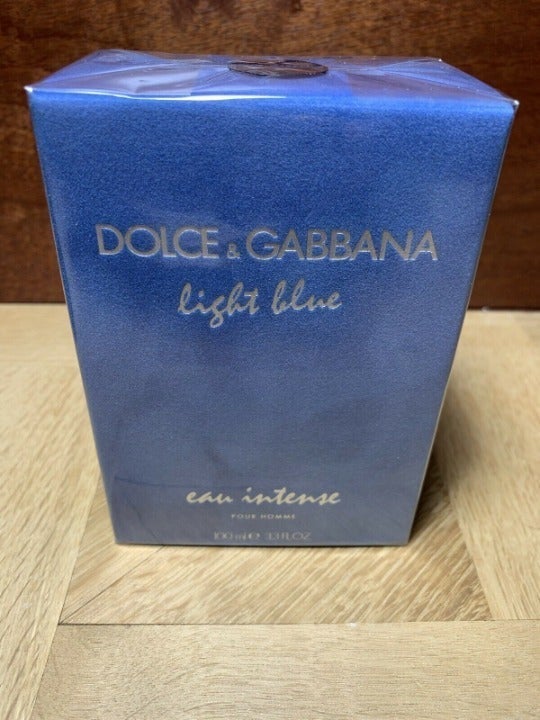 DOLCE & GABBANA
light blue
eau intense
POUR HOMME
100 ml e 3.3 FL.OZ